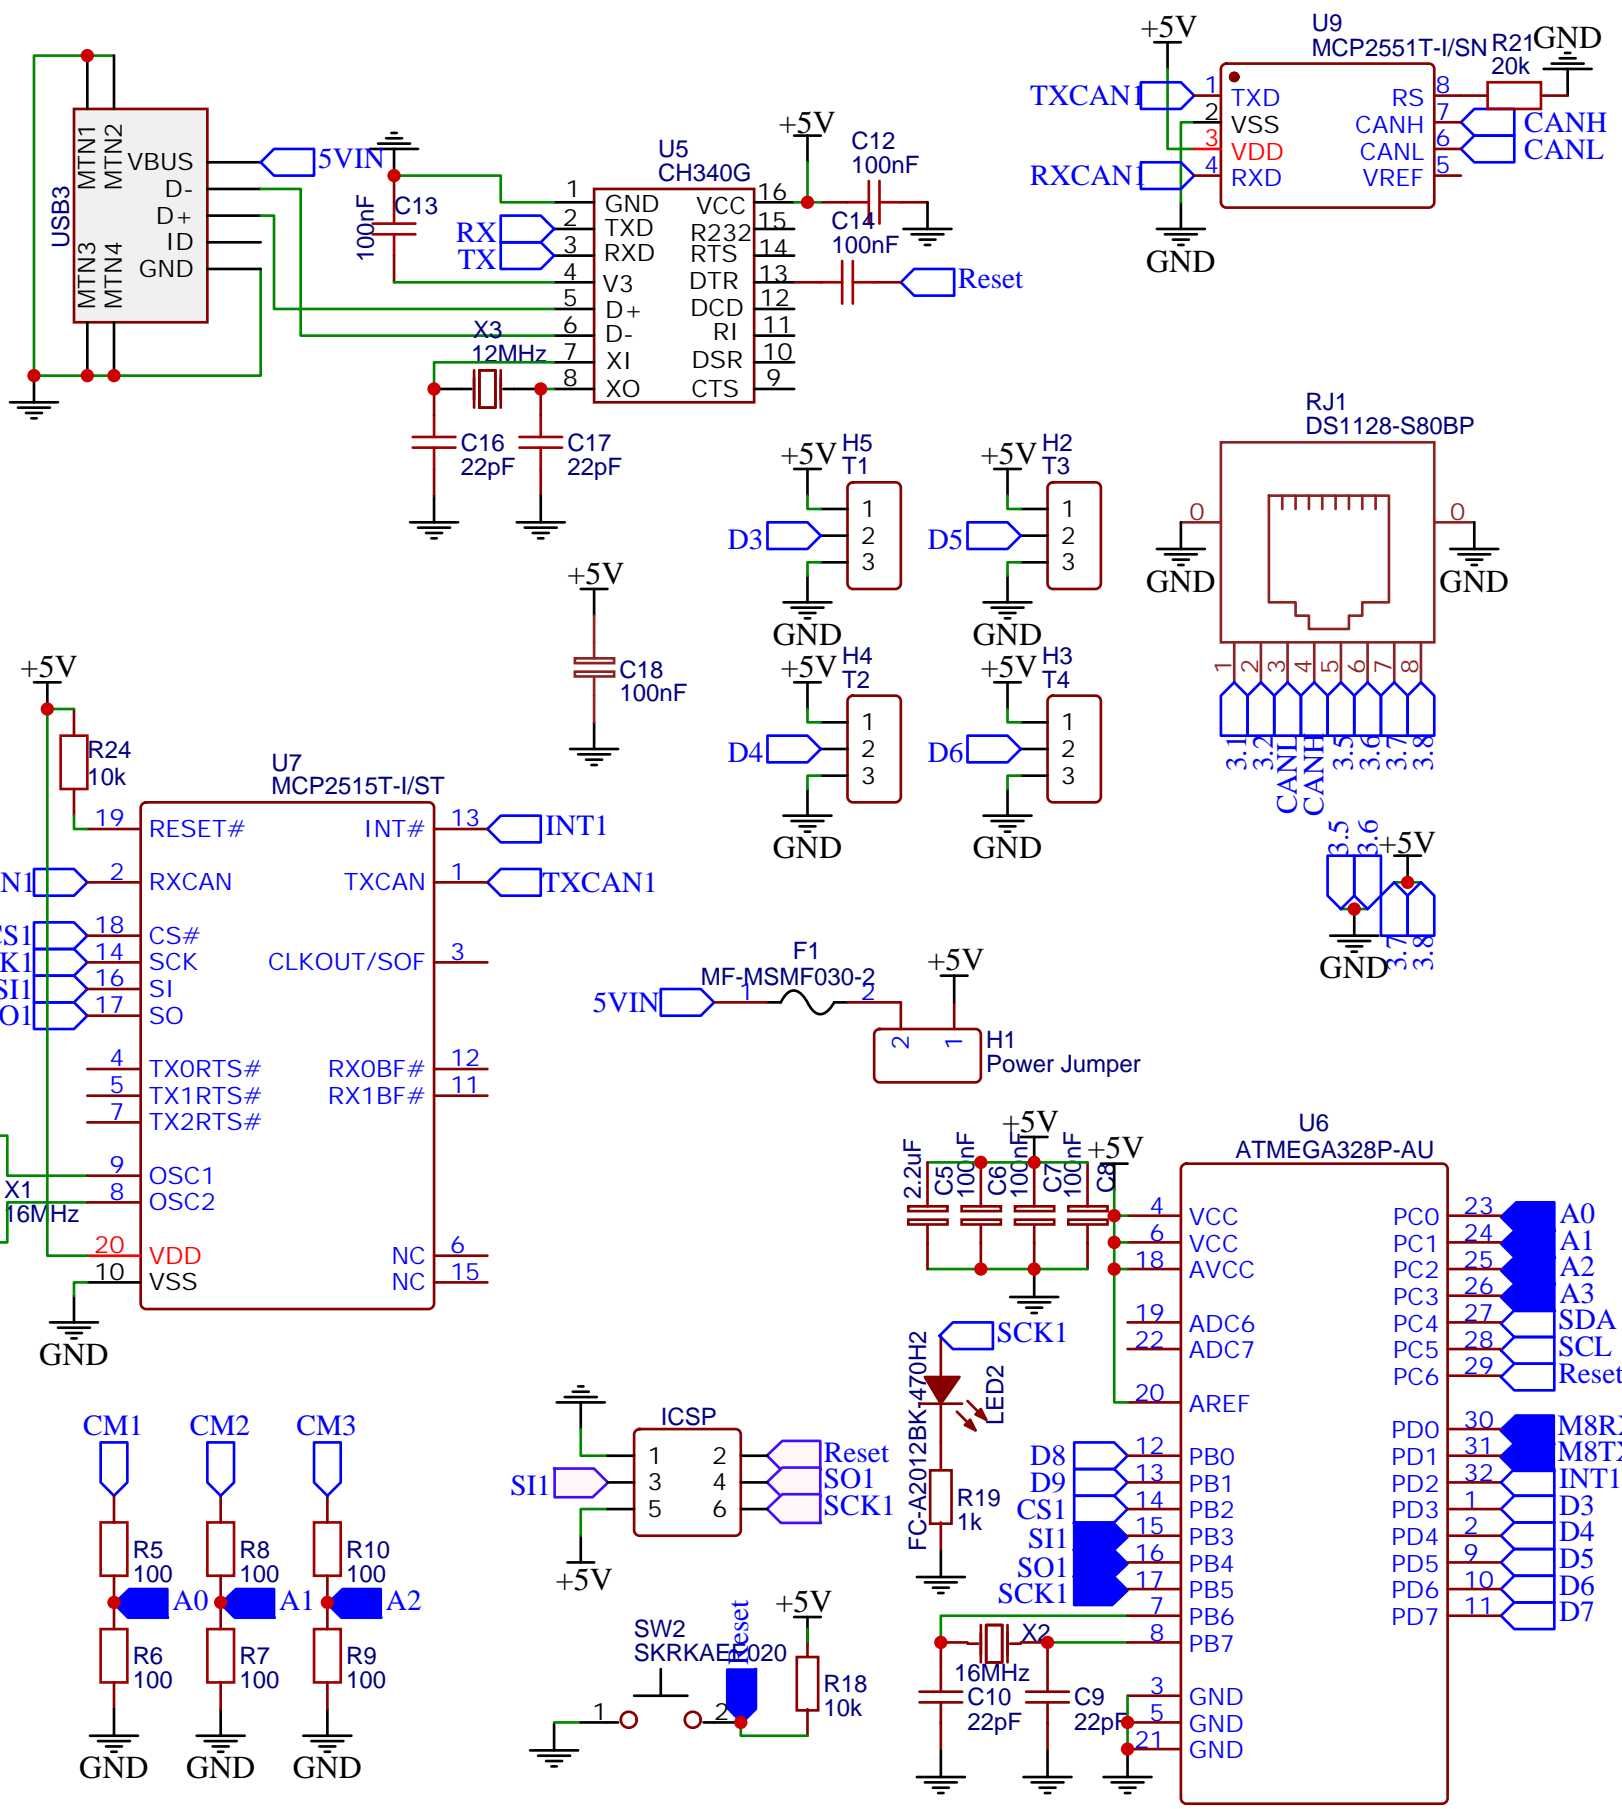 USB3
MTN1
MTN2
MTN3
MTN4
VBUS
D-
D+
ID
GND
5VIN
C13
100nF
RX
TX
U5
CH340G
1 GND VCC 16
2 TXD R232 15
3 RXD RTS 14
4 V3 DTR 13
5 D+ DCD 12
6 D- RI 11
7 XI DSR 10
8 XO CTS 9
X3
12MHz
C16
22pF
C17
22pF
+5V
C12
100nF
C14
100nF
Reset
+5V
U9
MCP2551T-I/SN
R21
20k
GND
TXCAN1
RXCAN1
1 TXD RS 8
2 VSS CANH 7
3 VDD CANL 6
4 RXD VREF 5
CANH
CANL
GND
+5V
H5
T1
D3
1
2
3
GND
+5V
H2
T3
D5
1
2
3
GND
+5V
H4
T2
D4
1
2
3
GND
+5V
H3
T4
D6
1
2
3
GND
RJ1
DS1128-S80BP
0
0
GND
GND
1
2
3
4
5
6
7
8
3.1
3.2
CANL
CANH
3.5
3.6
3.7
3.8
3.5
3.6
+5V
GND
3.7
3.8
+5V
C18
100nF
+5V
R24
10k
U7
MCP2515T-I/ST
19 RESET# INT# 13
INT1
N1
2 RXCAN TXCAN 1
TXCAN1
CS1
18 CS#
K1
14 SCK CLKOUT/SOF 3
SI1
16 SI
O1
17 SO
4 TX0RTS# RX0BF# 12
5 TX1RTS# RX1BF# 11
7 TX2RTS#
9 OSC1
8 OSC2
X1
16MHz
20 VDD NC 6
10 VSS NC 15
GND
5VIN
F1
MF-MSMF030-2
1
2
+5V
2
1
H1
Power Jumper
2.2uF
C5
100nF
C6
100nF
C7
100nF
C8
+5V
+5V
U6
ATMEGA328P-AU
4 VCC PC0 23 A0
6 VCC PC1 24 A1
18 AVCC PC2 25 A2
PC3 26 A3
19 ADC6 PC4 27 SDA
22 ADC7 PC5 28 SCL
PC6 29 Reset
20 AREF
PD0 30 M8RX
D8 12 PB0 PD1 31 M8TX
D9 13 PB1 PD2 32 INT1
CS1 14 PB2 PD3 1 D3
SI1 15 PB3 PD4 2 D4
SO1 16 PB4 PD5 9 D5
SCK1 17 PB5 PD6 10 D6
7 PB6 PD7 11 D7
8 PB7
3 GND
5 GND
21 GND
X2
16MHz
C10
22pF
C9
22pF
SCK1
FC-A2012BK-470H2
LED2
R19
1k
ICSP
1 2
3 4
5 6
SI1
Reset
SO1
SCK1
+5V
SW2
SKRKAEE020
Reset
+5V
1
2
R18
10k
CM1
CM2
CM3
R5
100
R8
100
R10
100
A0
A1
A2
R6
100
R7
100
R9
100
GND
GND
GND